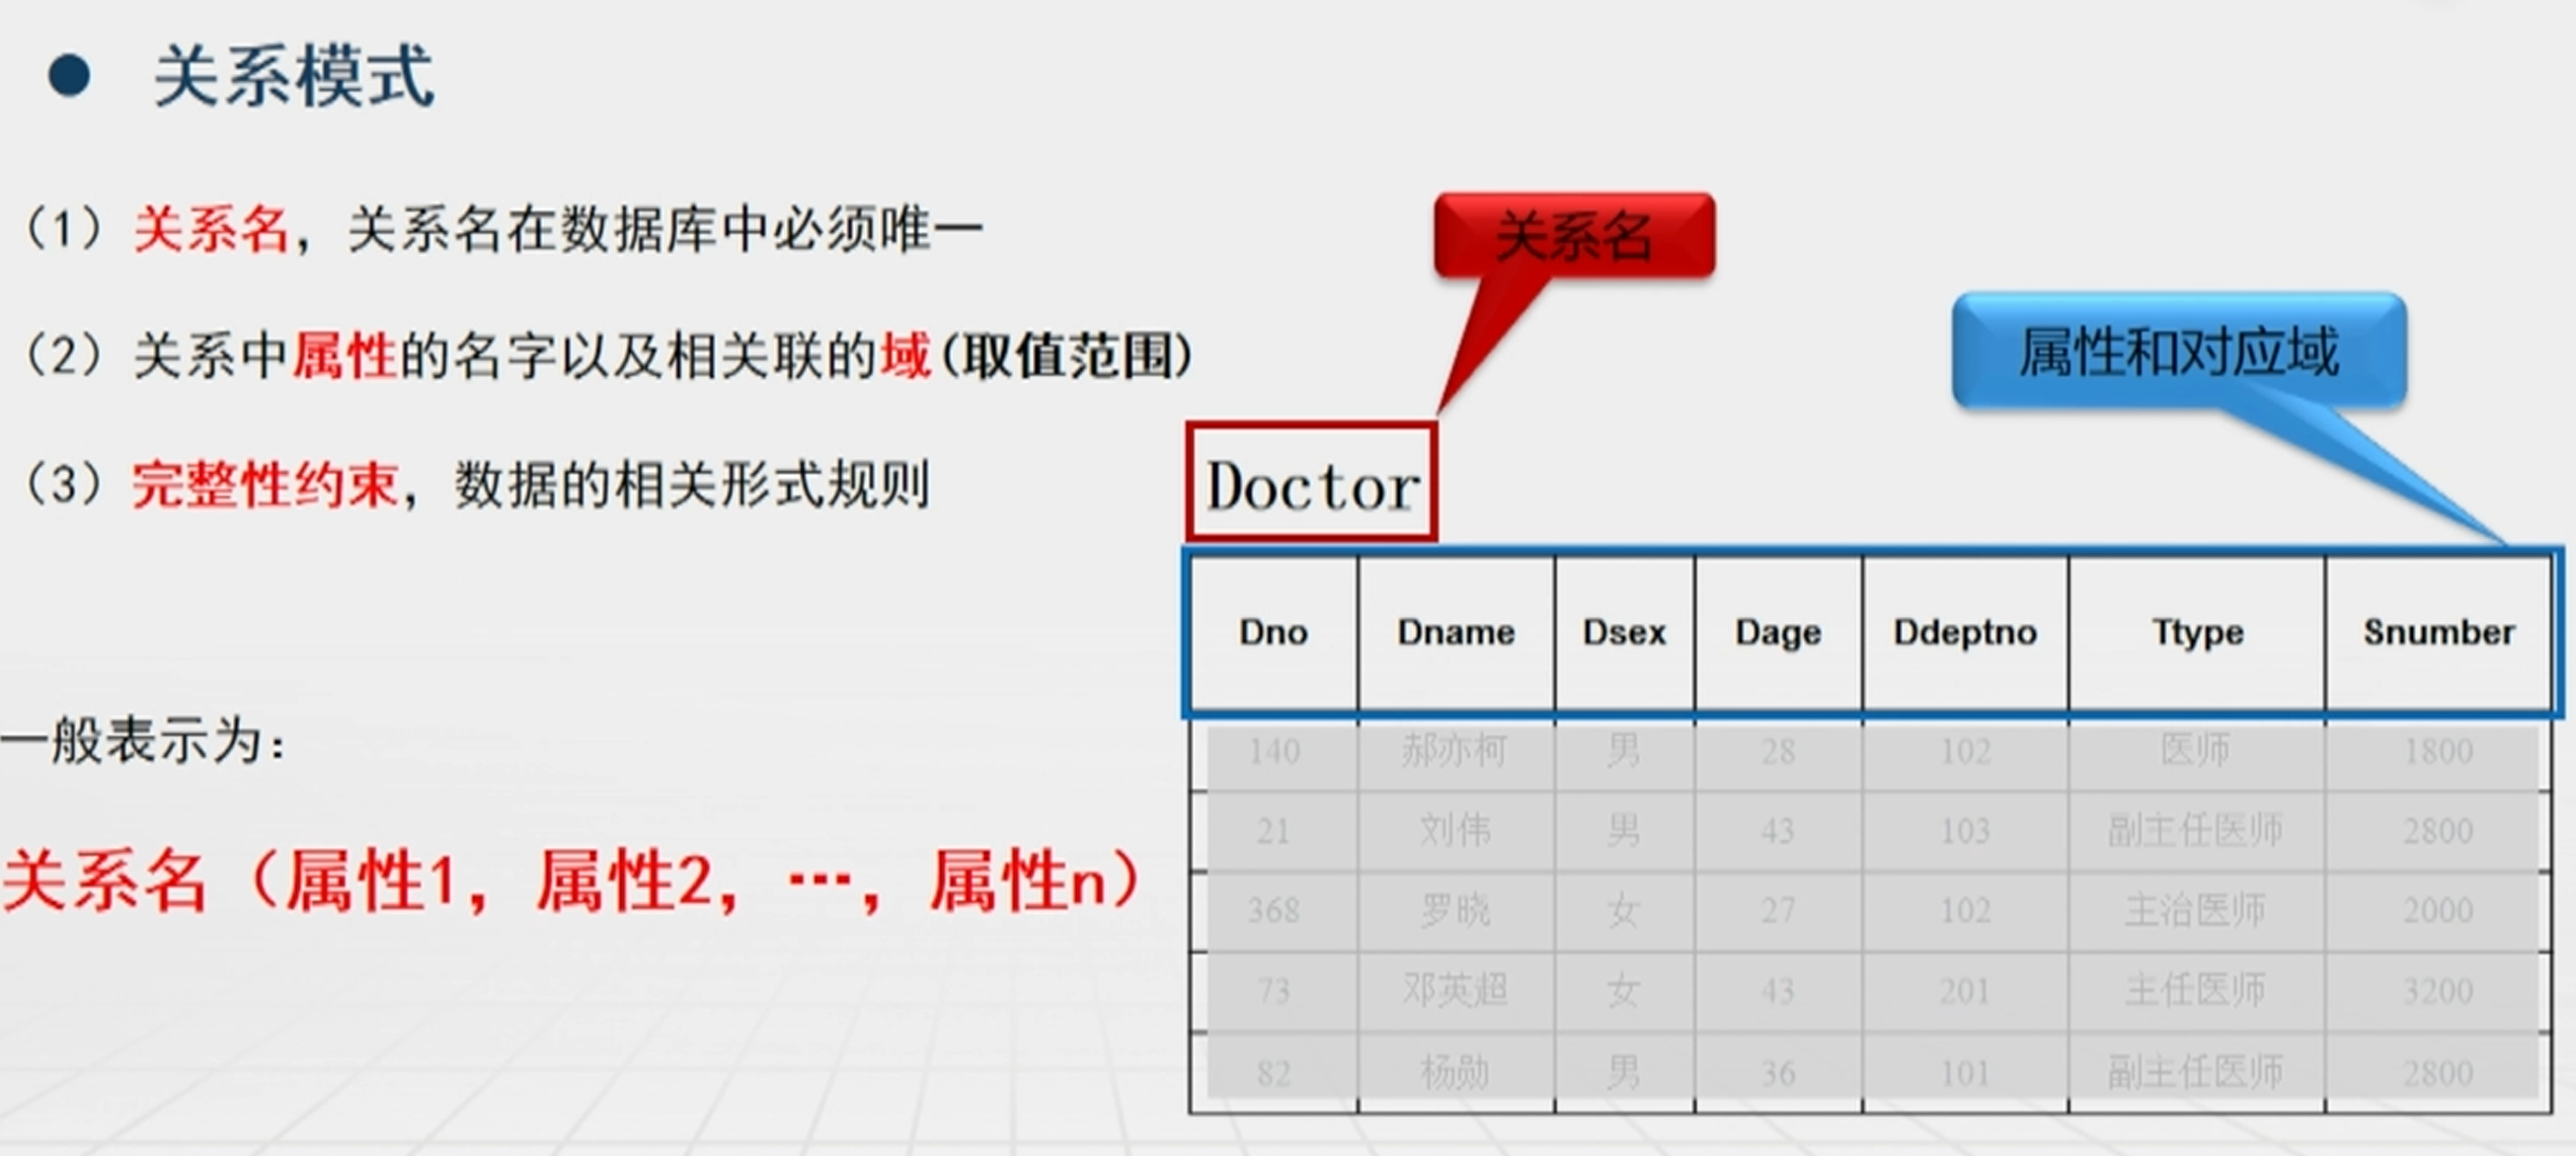 ● 关系模式
（1）关系名，关系名在数据库中必须唯一
（2）关系中属性的名字以及相关联的域(取值范围)
（3）完整性约束，数据的相关形式规则
一般表示为：
关系名（属性1，属性2，…，属性n）
关系名
属性和对应域
Doctor
Dno Dname Dsex Dage Ddeptno Ttype Snumber
140 郝亦柯 男 28 102 医师 1800
21 刘伟 男 43 103 副主任医师 2800
368 罗晓 女 27 102 主治医师 2000
73 邓英超 女 43 201 主任医师 3200
82 杨勋 男 36 101 副主任医师 2800